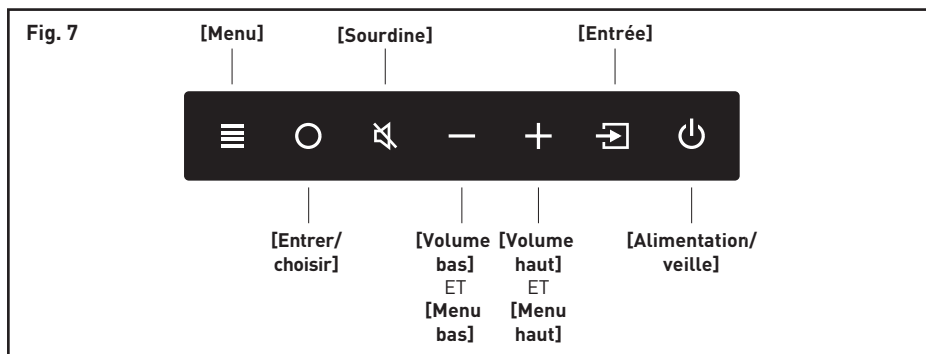 Fig. 7
[Menu]
[Sourdine]
[Entrée]
[Entrer/
choisir]
[Volume
bas]
ET
[Menu
bas]
[Volume
haut]
ET
[Menu
haut]
[Alimentation/
veille]